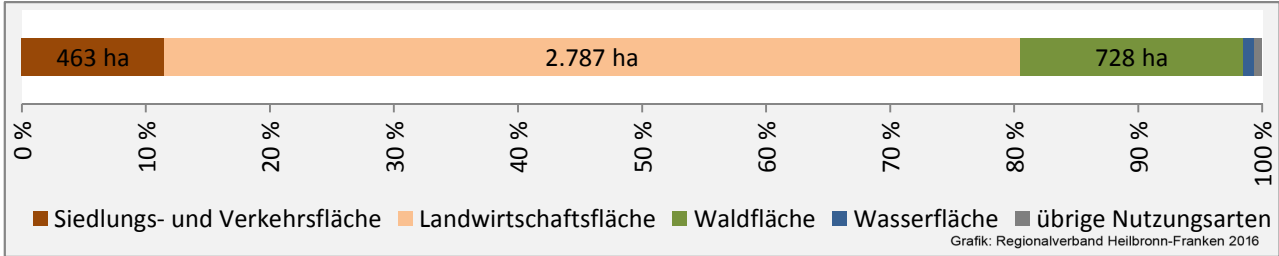 463 ha 2.787 ha 728 ha
0 % 10 % 20 % 30 % 40 % 50 % 60 % 70 % 80 % 90 % 100 %
Siedlungs- und Verkehrsfläche Landwirtschaftsfläche Waldfläche Wasserfläche übrige Nutzungsarten
Grafik: Regionalverband Heilbronn-Franken 2016